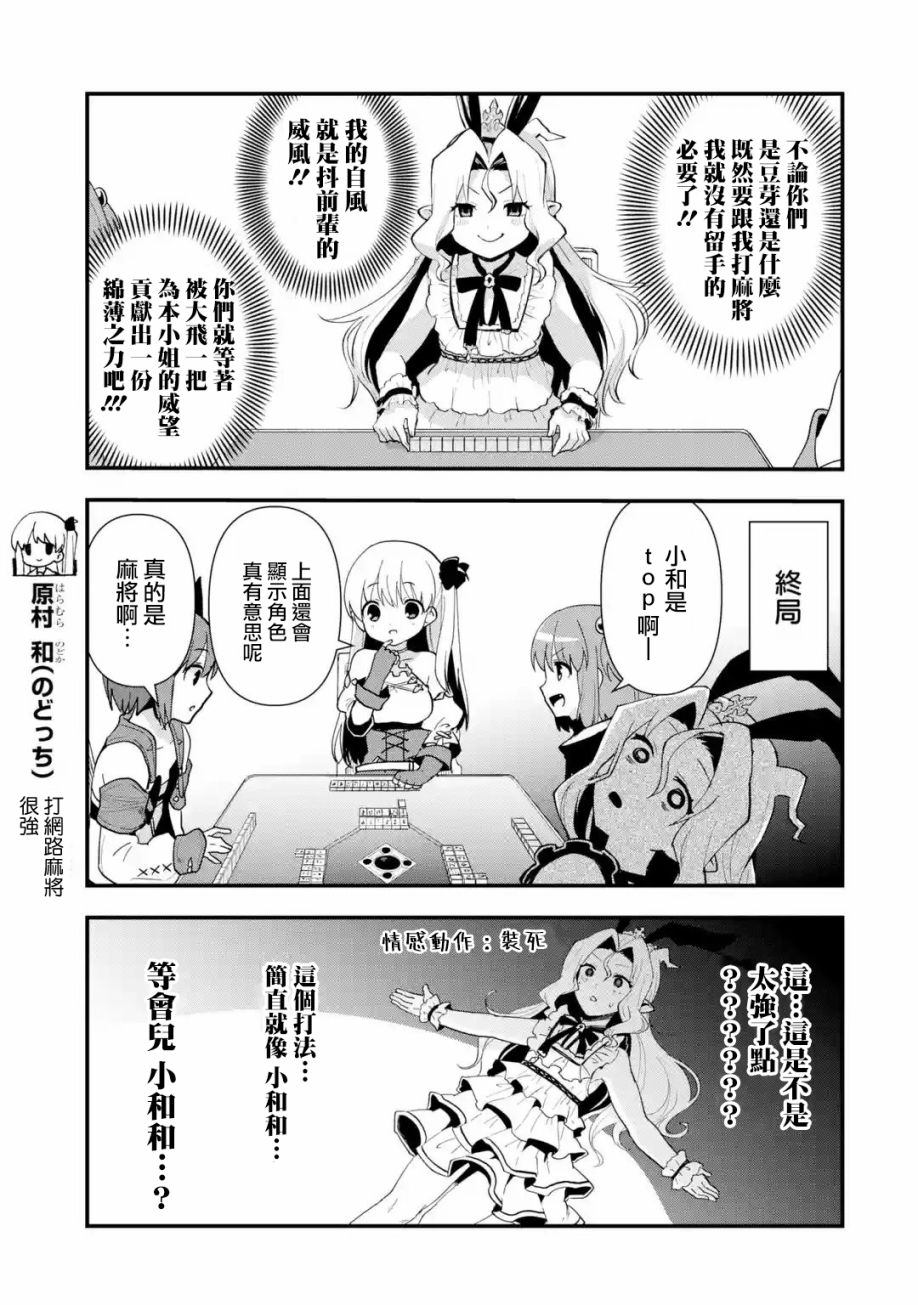 不論你們
是豆芽還是什麼
既然要跟我打麻將
我就沒有留手的
必要了!!
我的自風
就是抖前輩的
威風!!
你們就等著
被大飛一把
為本小姐的威望
貢獻出一份
綿薄之力吧!!!
終局
小和是
top啊—
上面還會
顯示角色
真有意思呢
真的是
麻將啊…
原村 和(のどっち)
はらむら のどか
打網路麻將
很強
情感動作：裝死
這…這是不是
太強了點
??????
這個打法…
簡直就像 小和和…
等會兒 小和和…?